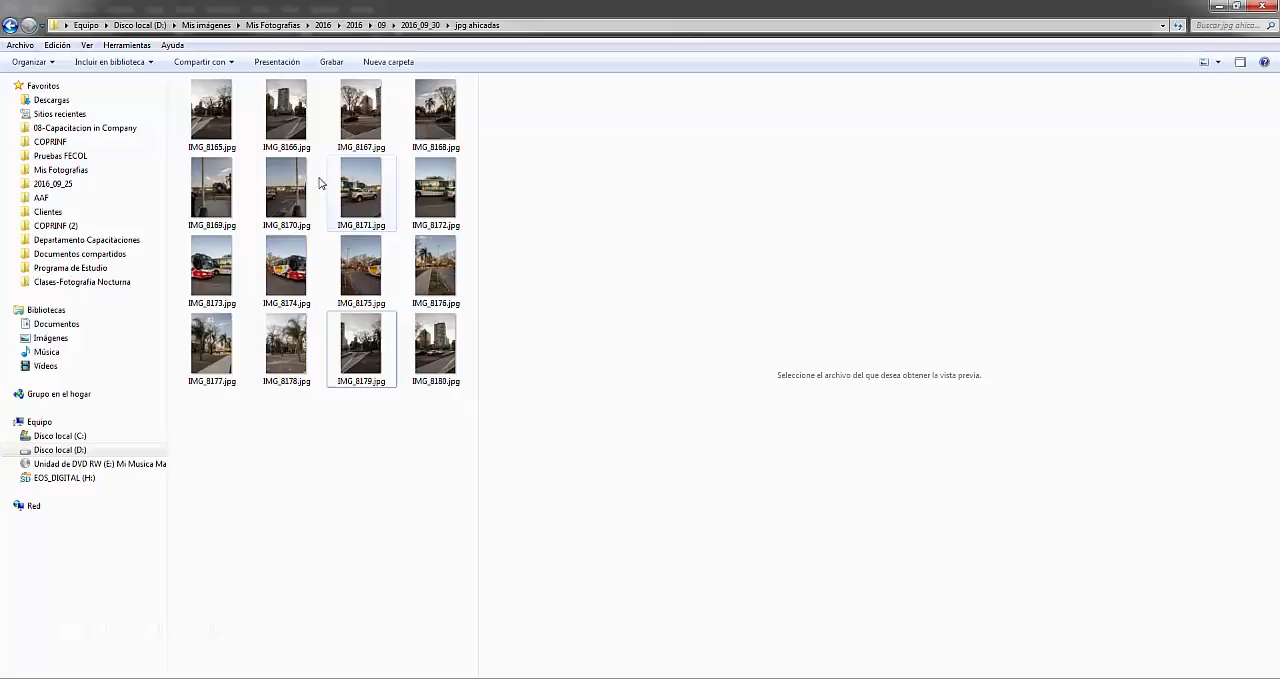 Equipo Disco local (D:) Mis imágenes Mis Fotografias 2016 2016 09 2016_09_30 jpg ahicadas
Buscar jpg ahica...
Archivo Edición Ver Herramientas Ayuda
Organizar Incluir en biblioteca Compartir con Presentación Grabar Nueva carpeta
Favoritos
Descargas
Sitios recientes
08-Capacitacion in Company
COPRINF
Pruebas FECOL
Mis Fotografias
2016_09_25
AAF
Clientes
COPRINF (2)
Departamento Capacitaciones
Documentos compartidos
Programa de Estudio
Clases-Fotografia Nocturna
Bibliotecas
Documentos
Imágenes
Música
Vídeos
Grupo en el hogar
Equipo
Disco local (C:)
Disco local (D:)
Unidad de DVD RW (E:) Mi Musica Ma
EOS_DIGITAL (H:)
Red
IMG_8165.jpg IMG_8166.jpg IMG_8167.jpg IMG_8168.jpg
IMG_8169.jpg IMG_8170.jpg IMG_8171.jpg IMG_8172.jpg
IMG_8173.jpg IMG_8174.jpg IMG_8175.jpg IMG_8176.jpg
IMG_8177.jpg IMG_8178.jpg IMG_8179.jpg IMG_8180.jpg
Seleccione el archivo del que desea obtener la vista previa.